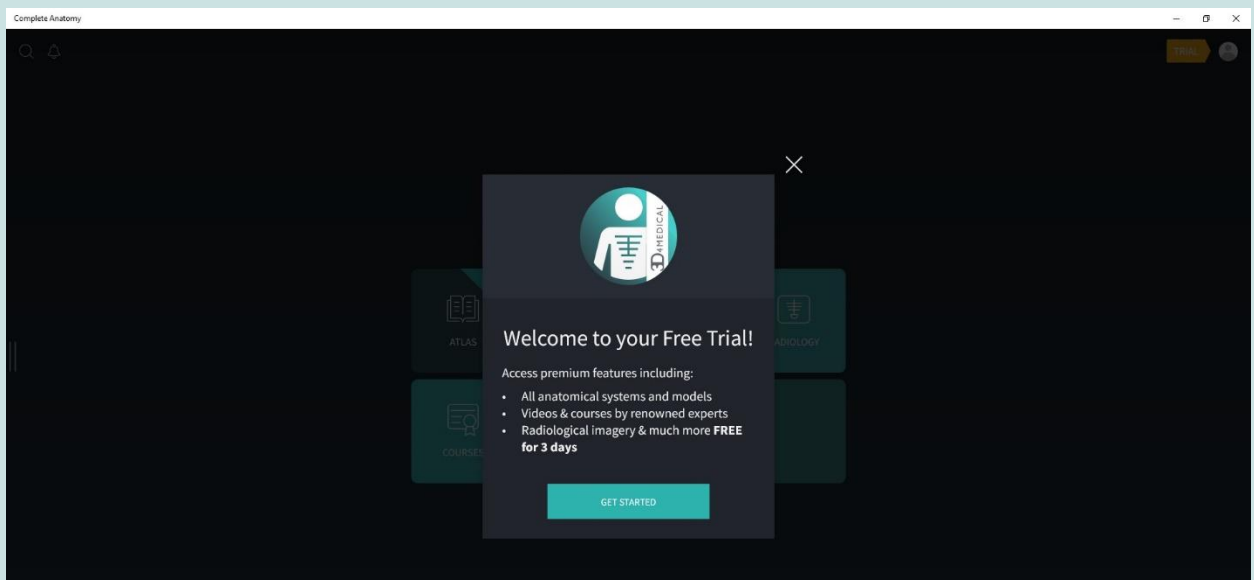 Complete Anatomy
TRIAL
3D4MEDICAL
ATLAS
Welcome to your Free Trial!
ADIOLOGY
Access premium features including:
• All anatomical systems and models
• Videos & courses by renowned experts
• Radiological imagery & much more FREE
for 3 days
COURSES
GET STARTED